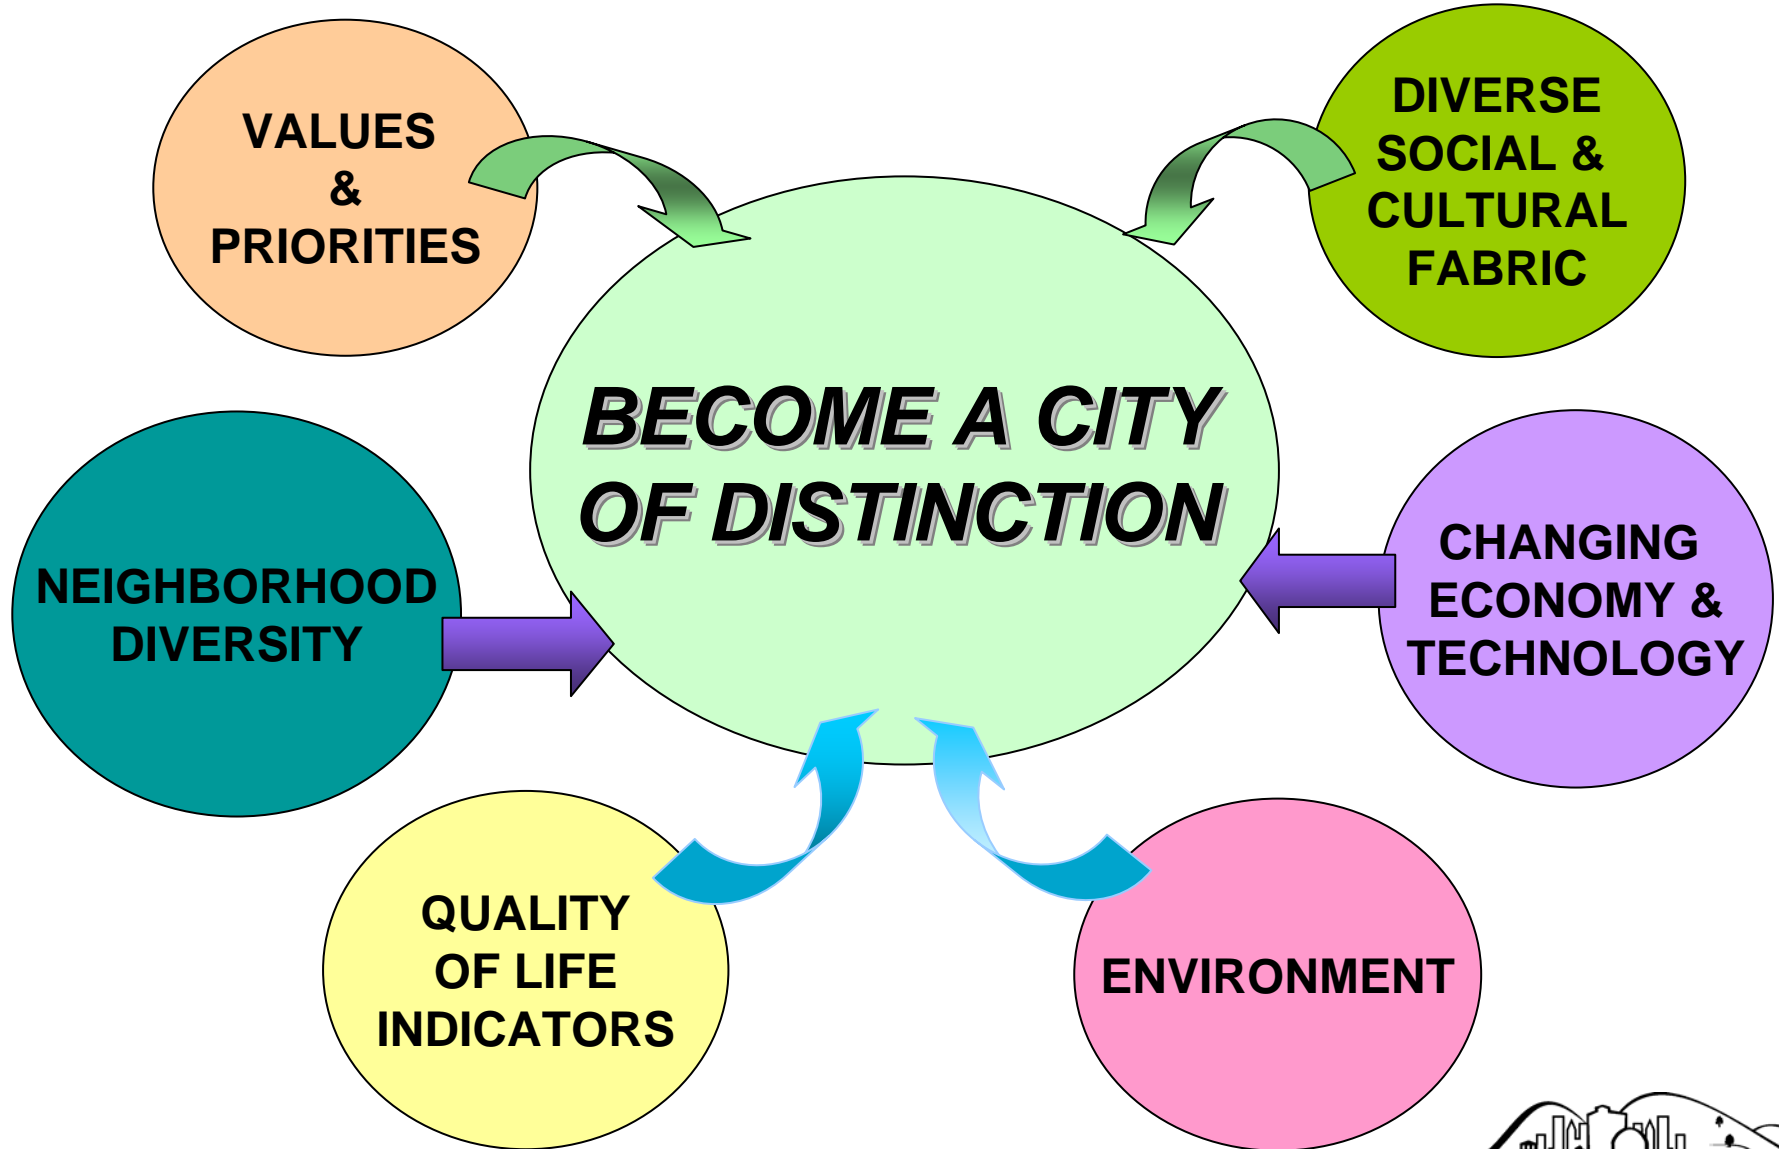 VALUES
&
PRIORITIES
DIVERSE
SOCIAL &
CULTURAL
FABRIC
BECOME A CITY
OF DISTINCTION
NEIGHBORHOOD
DIVERSITY
CHANGING
ECONOMY &
TECHNOLOGY
QUALITY
OF LIFE
INDICATORS
ENVIRONMENT